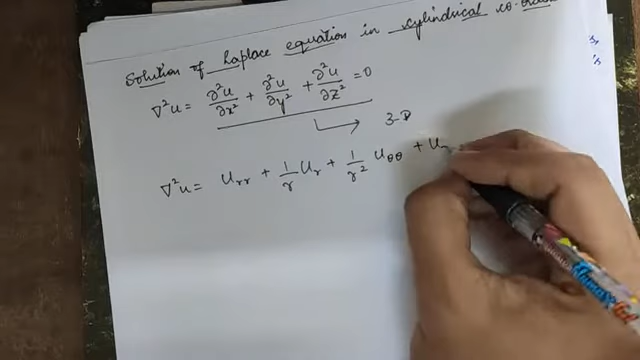 Solution of Laplace equation in cylindrical co-
∇²u = ∂²u/∂x² + ∂²u/∂y² + ∂²u/∂z² = 0
3-D
∇²u = u_rr + 1/r u_r + 1/r² u_θθ + u